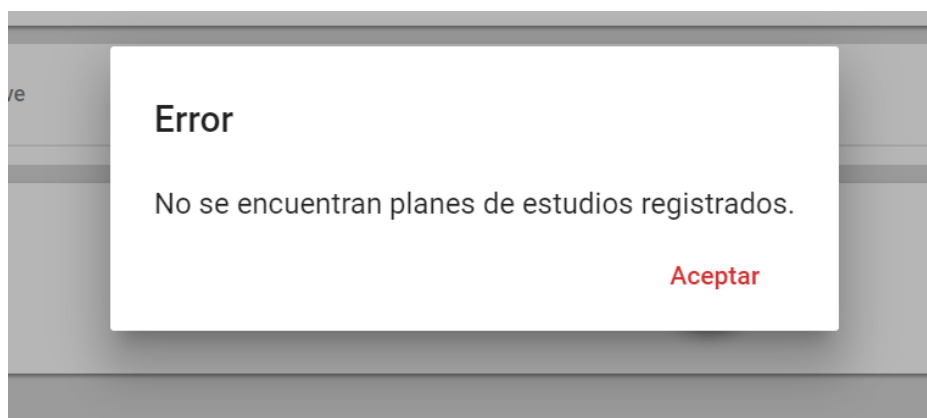 Error
No se encuentran planes de estudios registrados.
Aceptar